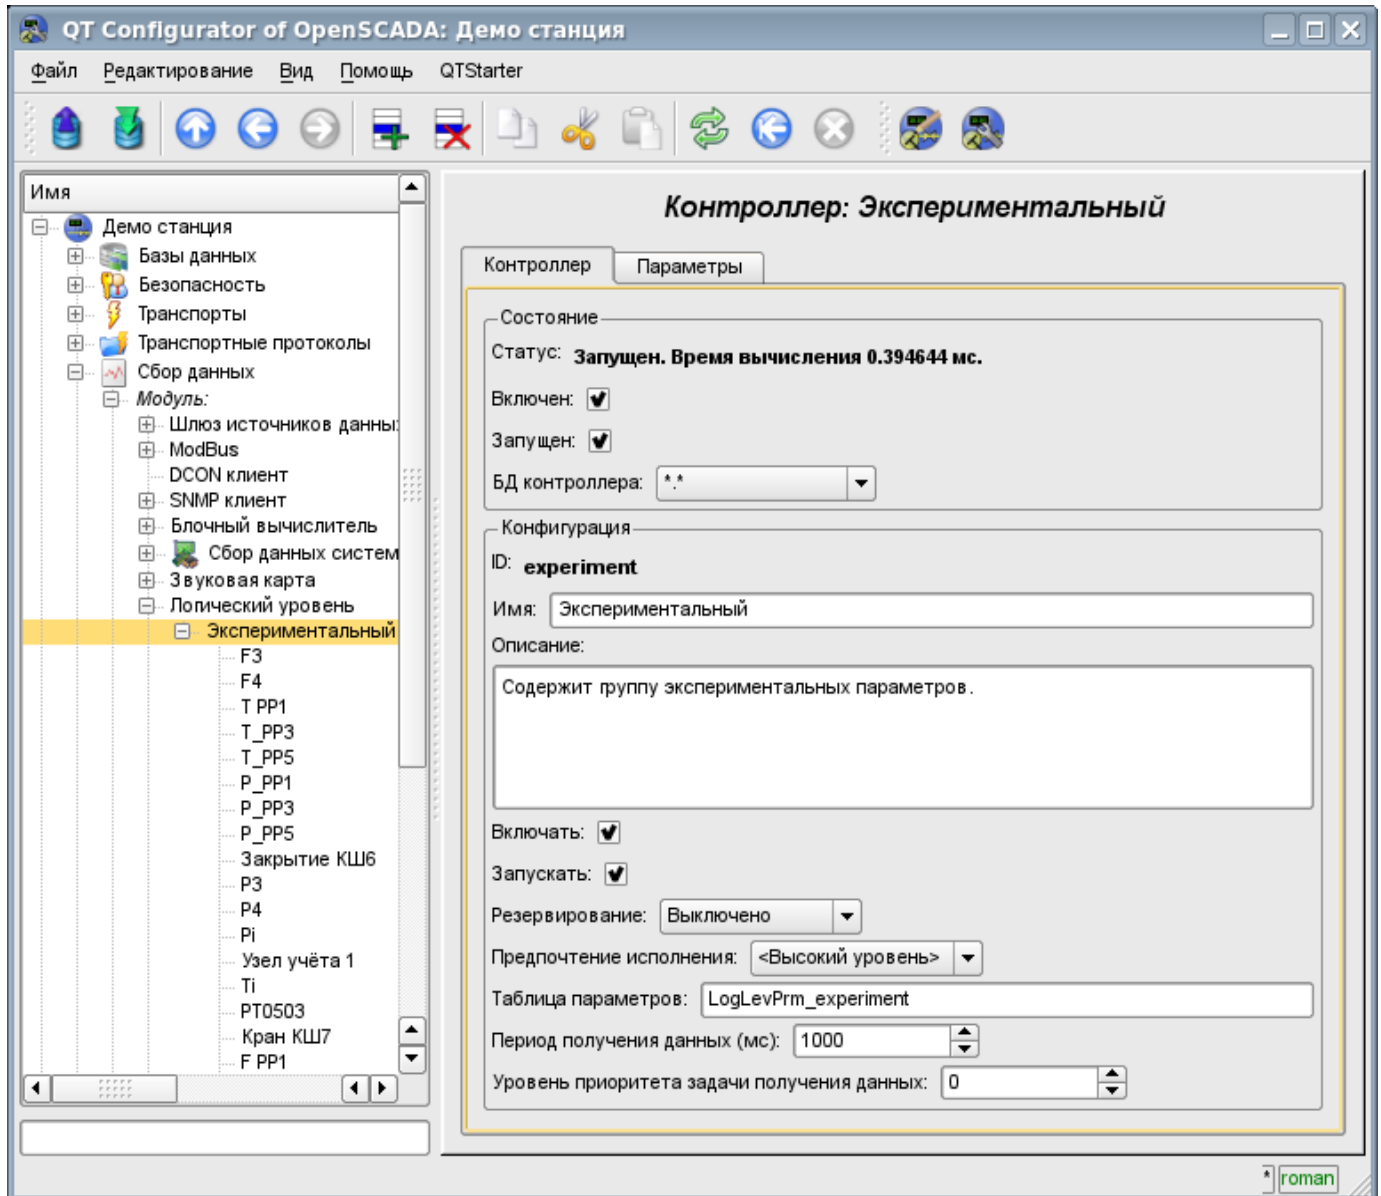 QT Configurator of OpenSCADA: Демо станция
Файл Редактирование Вид Помощь QTStarter
Имя
Демо станция
Базы данных
Безопасность
Транспорты
Транспортные протоколы
Сбор данных
Модуль:
Шлюз источников данны
ModBus
DCON клиент
SNMP клиент
Блочный вычислитель
Сбор данных систем
Звуковая карта
Логический уровень
Экспериментальный
F3
F4
T PP1
T_PP3
T_PP5
P_PP1
P_PP3
P_PP5
Закрытие КШ6
P3
P4
Pi
Узел учёта 1
Ti
PT0503
Кран КШ7
F PP1
Контроллер: Экспериментальный
Контроллер Параметры
Состояние
Статус: Запущен. Время вычисления 0.394644 мс.
Включен:
Запущен:
БД контроллера: *.*
Конфигурация
ID: experiment
Имя: Экспериментальный
Описание:
Содержит группу экспериментальных параметров.
Включать:
Запускать:
Резервирование: Выключено
Предпочтение исполнения: <Высокий уровень>
Таблица параметров: LogLevPrm_experiment
Период получения данных (мс): 1000
Уровень приоритета задачи получения данных: 0
* roman